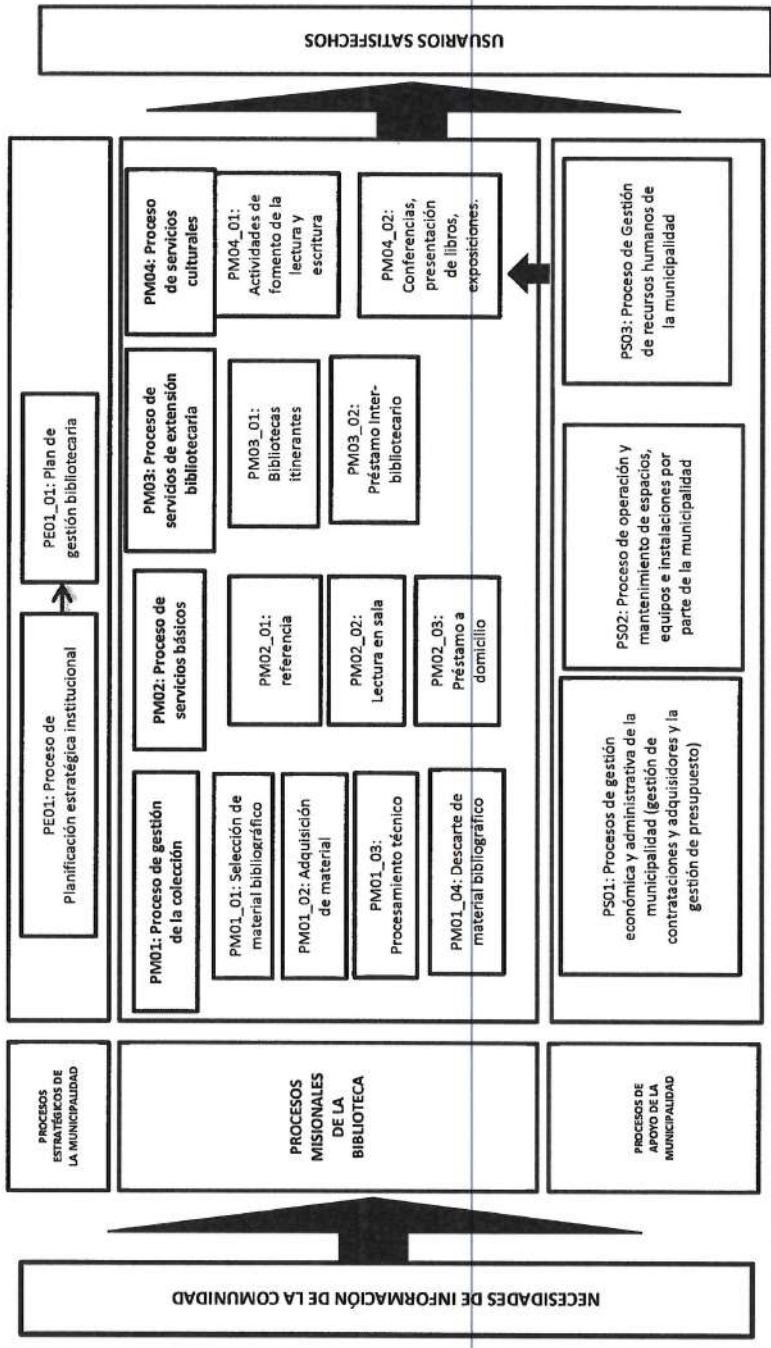 NECESIDADES DE INFORMACIÓN DE LA COMUNIDAD
PROCESOS
ESTRATÉGICOS DE
LA MUNICIPALIDAD
PE01: Proceso de
Planificación estratégica institucional
PE01_01: Plan de
gestión bibliotecaria
PROCESOS
MISIONALES
DE LA
BIBLIOTECA
PM01: Proceso de gestión
de la colección
PM01_01: Selección de
material bibliográfico
PM01_02: Adquisición
de material
PM01_03:
Procesamiento técnico
PM01_04: Descarte de
material bibliográfico
PM02: Proceso de
servicios básicos
PM02_01:
referencia
PM02_02:
Lectura en sala
PM02_03:
Préstamo a
domicilio
PM03: Proceso de
servicios de extensión
bibliotecaria
PM03_01:
Bibliotecas
itinerantes
PM03_02:
Préstamo Inter-
bibliotecario
PM04: Proceso
de servicios
culturales
PM04_01:
Actividades de
fomento de la
lectura y
escritura
PM04_02:
Conferencias,
presentación
de libros,
exposiciones.
PROCESOS DE
APOYO DE LA
MUNICIPALIDAD
PS01: Procesos de gestión
económica y administrativa de la
municipalidad (gestión de
contrataciones y adquisidores y la
gestión de presupuesto)
PS02: Proceso de operación y
mantenimiento de espacios,
equipos e instalaciones por
parte de la municipalidad
PS03: Proceso de Gestión
de recursos humanos de
la municipalidad
USUARIOS SATISFECHOS